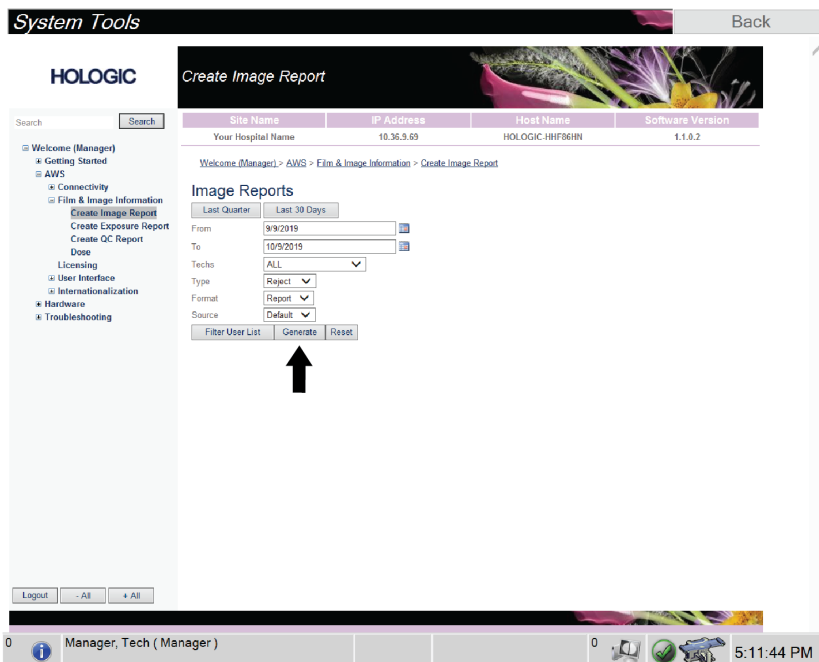 System Tools
Back
HOLOGIC
Create Image Report
Search
Search
Site Name IP Address Host Name Software Version
Your Hospital Name 10.36.9.69 HOLOGIC-HHF86HN 1.1.0.2
Welcome (Manager)
Getting Started
AWS
Connectivity
Film & Image Information
Create Image Report
Create Exposure Report
Create QC Report
Dose
Licensing
User Interface
Internationalization
Hardware
Troubleshooting
Welcome (Manager) > AWS > Film & Image Information > Create Image Report
Image Reports
Last Quarter Last 30 Days
From 9/9/2019
To 10/9/2019
Techs ALL
Type Reject
Format Report
Source Default
Filter User List Generate Reset
Logout - All + All
0 Manager, Tech ( Manager ) 0 5:11:44 PM